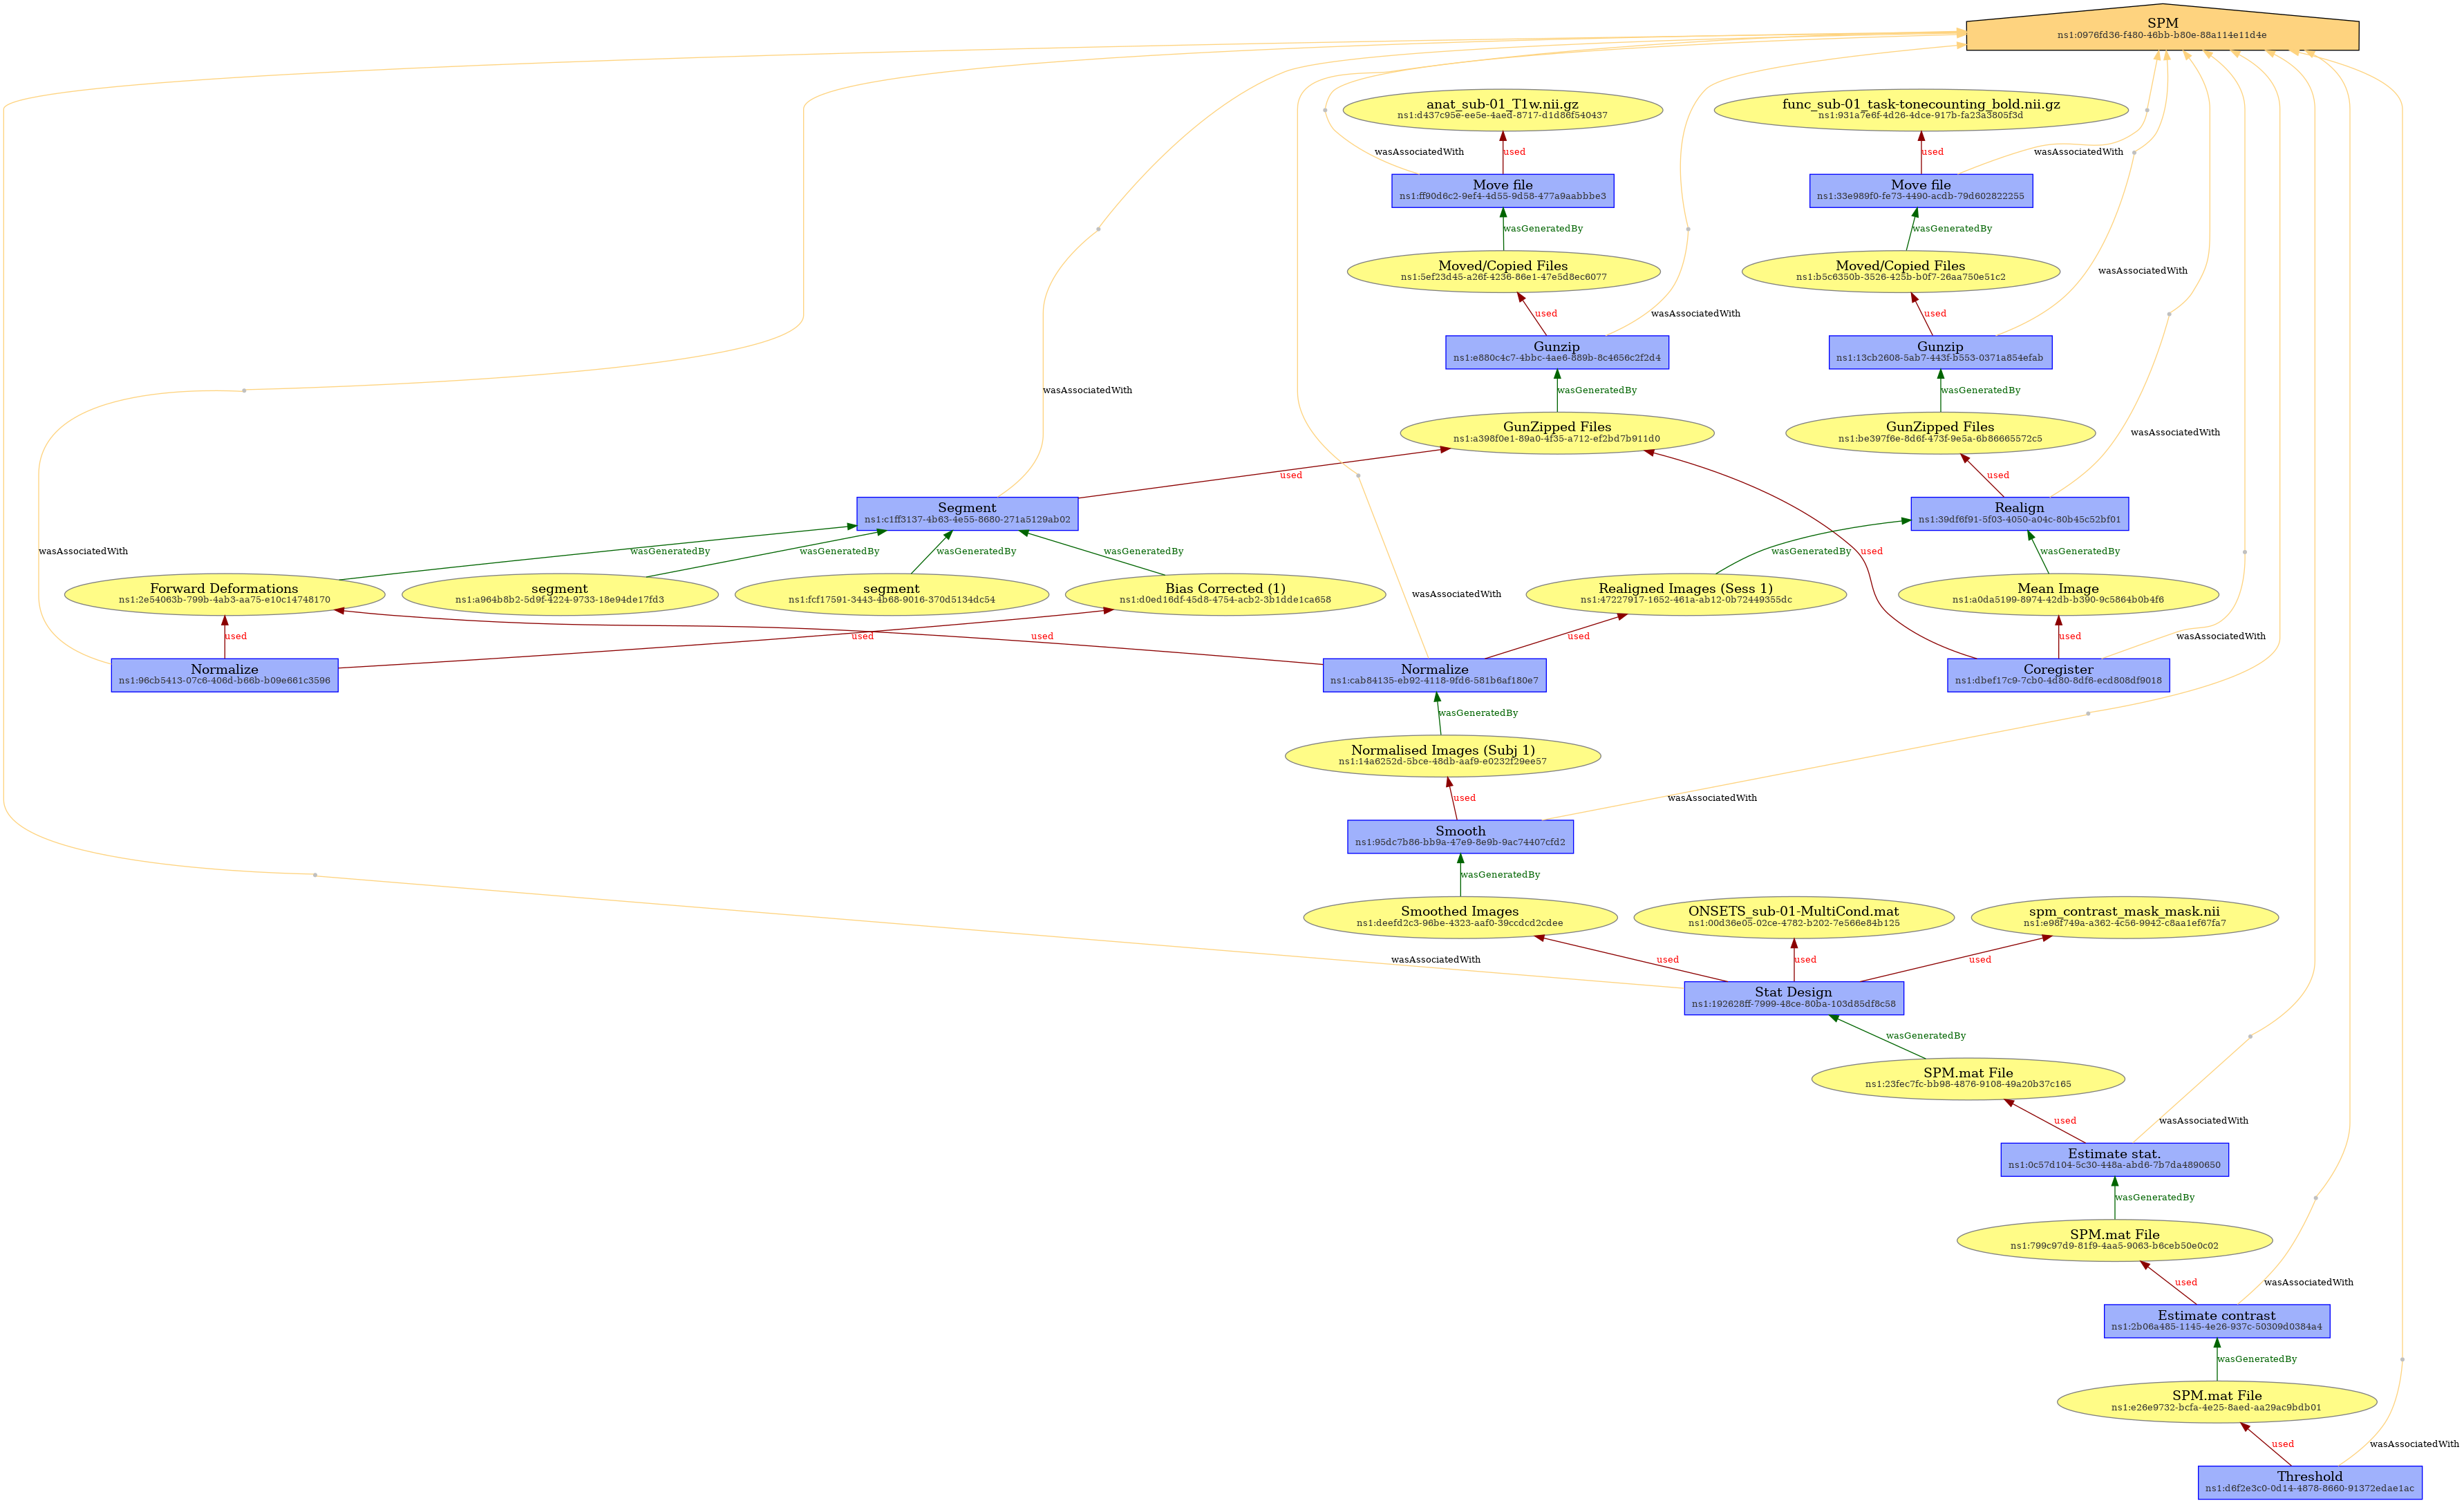 SPM
ns1:0976fd36-f480-46bb-b80e-88a114e11d4e
anat_sub-01_T1w.nii.gz
ns1:d437c95e-ee5e-4aed-8717-d1d86f540437
func_sub-01_task-tonecounting_bold.nii.gz
ns1:931a7e6f-4d26-4dce-917b-fa23a3805f3d
wasAssociatedWith
used
used
wasAssociatedWith
Move file
ns1:ff90d6c2-9ef4-4d55-9d58-477a9aabbbe3
Move file
ns1:33e989f0-fe73-4490-acdb-79d602822255
wasGeneratedBy
wasGeneratedBy
Moved/Copied Files
ns1:5ef23d45-a26f-4236-86e1-47e5d8ec6077
Moved/Copied Files
ns1:b5c6350b-3526-425b-b0f7-26aa750e51c2
wasAssociatedWith
used
wasAssociatedWith
used
Gunzip
ns1:e880c4c7-4bbc-4ae6-889b-8c4656c2f2d4
Gunzip
ns1:13cb2608-5ab7-443f-b553-0371a854efab
wasAssociatedWith
wasGeneratedBy
wasGeneratedBy
GunZipped Files
ns1:a398f0e1-89a0-4f35-a712-ef2bd7b911d0
GunZipped Files
ns1:be397f6e-8d6f-473f-9e5a-6b86665572c5
wasAssociatedWith
used
used
Segment
ns1:c1ff3137-4b63-4e55-8680-271a5129ab02
Realign
ns1:39df6f91-5f03-4050-a04c-80b45c52bf01
wasAssociatedWith
wasGeneratedBy
wasGeneratedBy
wasGeneratedBy
wasGeneratedBy
wasGeneratedBy
used
wasGeneratedBy
Forward Deformations
ns1:2e54063b-799b-4ab3-aa75-e10c14748170
segment
ns1:a964b8b2-5d9f-4224-9733-18e94de17fd3
segment
ns1:fcf17591-3443-4b68-9016-370d5134dc54
Bias Corrected (1)
ns1:d0ed16df-45d8-4754-acb2-3b1dde1ca658
wasAssociatedWith
Realigned Images (Sess 1)
ns1:47227917-1652-461a-ab12-0b72449355dc
Mean Image
ns1:a0da5199-8974-42db-b390-9c5864b0b4f6
used
used
used
used
used
wasAssociatedWith
Normalize
ns1:96cb5413-07c6-406d-b66b-b09e661c3596
Normalize
ns1:cab84135-eb92-4118-9fd6-581b6af180e7
Coregister
ns1:dbef17c9-7cb0-4d80-8df6-ecd808df9018
wasGeneratedBy
Normalised Images (Subj 1)
ns1:14a6252d-5bce-48db-aaf9-e0232f29ee57
used
wasAssociatedWith
Smooth
ns1:95dc7b86-bb9a-47e9-8e9b-9ac74407cfd2
wasGeneratedBy
Smoothed Images
ns1:deefd2c3-96be-4323-aaf0-39ccdcd2cdee
ONSETS_sub-01-MultiCond.mat
ns1:00d36e05-02ce-4782-b202-7e566e84b125
spm_contrast_mask_mask.nii
ns1:e98f749a-a362-4c56-9942-c8aa1ef67fa7
wasAssociatedWith
used
used
used
Stat Design
ns1:192628ff-7999-48ce-80ba-103d85df8c58
wasGeneratedBy
SPM.mat File
ns1:23fec7fc-bb98-4876-9108-49a20b37c165
used
wasAssociatedWith
Estimate stat.
ns1:0c57d104-5c30-448a-abd6-7b7da4890650
wasGeneratedBy
SPM.mat File
ns1:799c97d9-81f9-4aa5-9063-b6ceb50e0c02
used
wasAssociatedWith
Estimate contrast
ns1:2b06a485-1145-4e26-937c-50309d0384a4
wasGeneratedBy
SPM.mat File
ns1:e26e9732-bcfa-4e25-8aed-aa29ac9bdb01
used
wasAssociatedWith
Threshold
ns1:d6f2e3c0-0d14-4878-8660-91372edae1ac